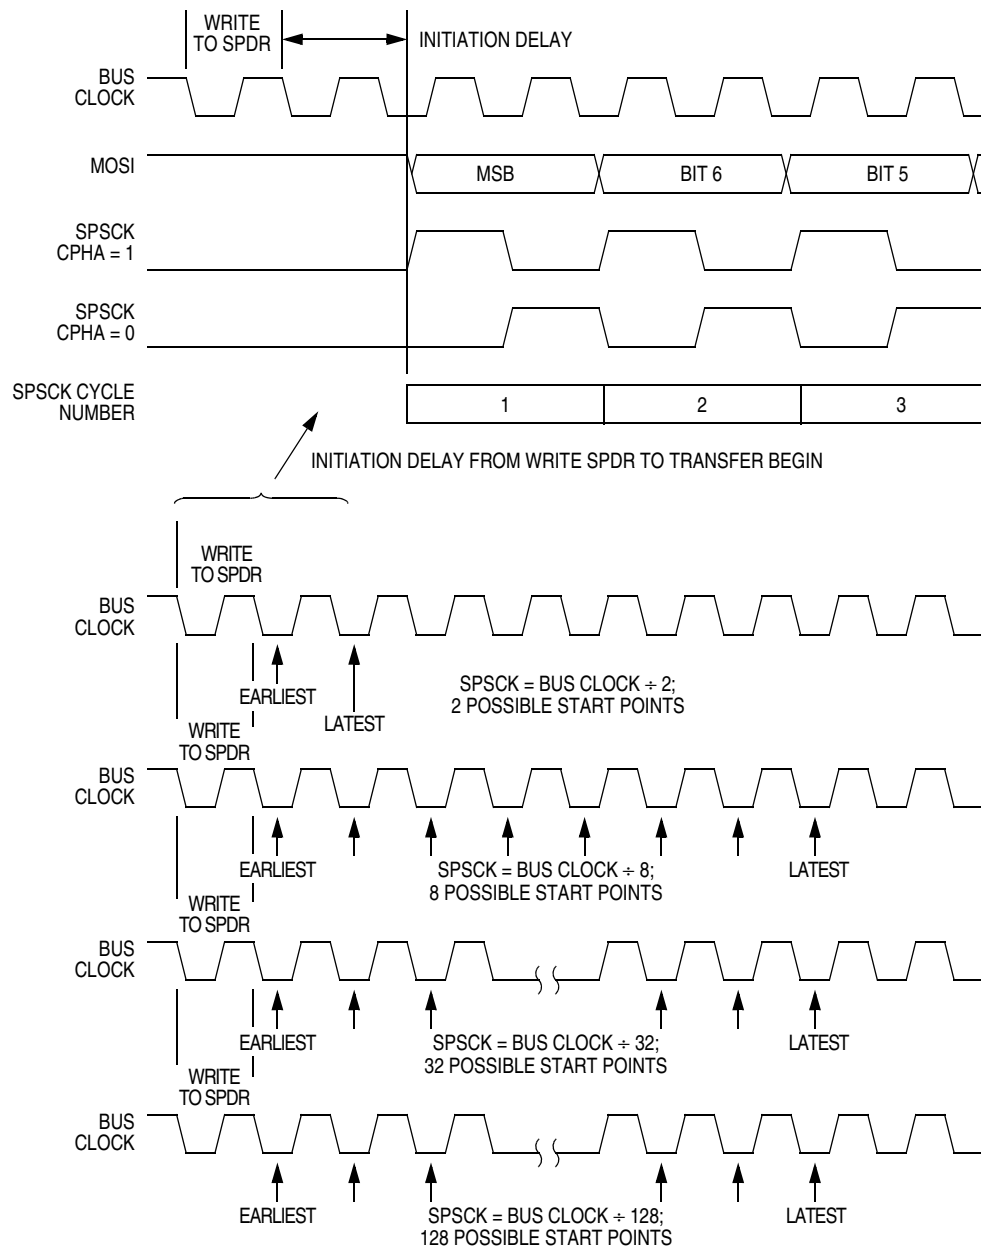 WRITE
TO SPDR
INITIATION DELAY
BUS
CLOCK
MOSI
MSB
BIT 6
BIT 5
SPSCK
CPHA = 1
SPSCK
CPHA = 0
SPSCK CYCLE
NUMBER
1
2
3
INITIATION DELAY FROM WRITE SPDR TO TRANSFER BEGIN
WRITE
TO SPDR
BUS
CLOCK
EARLIEST
LATEST
SPSCK = BUS CLOCK ÷ 2;
2 POSSIBLE START POINTS
WRITE
TO SPDR
BUS
CLOCK
EARLIEST
SPSCK = BUS CLOCK ÷ 8;
8 POSSIBLE START POINTS
LATEST
WRITE
TO SPDR
BUS
CLOCK
EARLIEST
SPSCK = BUS CLOCK ÷ 32;
32 POSSIBLE START POINTS
LATEST
WRITE
TO SPDR
BUS
CLOCK
EARLIEST
SPSCK = BUS CLOCK ÷ 128;
128 POSSIBLE START POINTS
LATEST